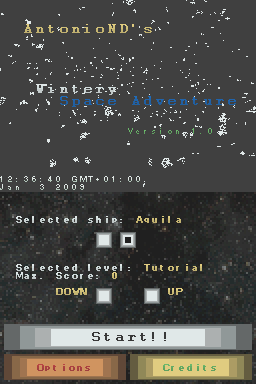 AntonioND's
Wintery
Space Adventure
Version 1.0
12:36:40 GMT+01:00,
Jan 3 2009
Selected ship: Aquila
Selected level: Tutorial
Max. Score: 0
DOWN UP
Start!!
Options Credits